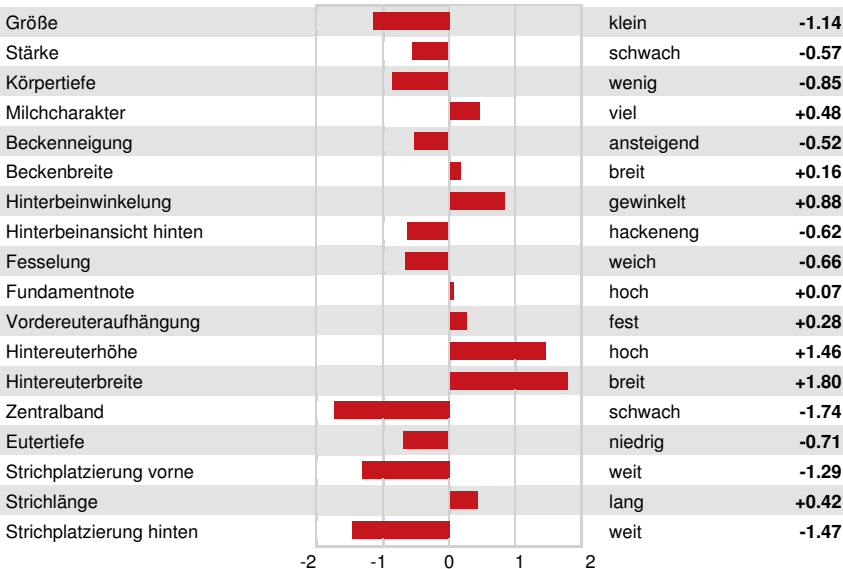 Größe klein -1.14
Stärke schwach -0.57
Körpertiefe wenig -0.85
Milchcharakter viel +0.48
Beckenneigung ansteigend -0.52
Beckenbreite breit +0.16
Hinterbeinwinkelung gewinkelt +0.88
Hinterbeinansicht hinten hackeneng -0.62
Fesselung weich -0.66
Fundamentnote hoch +0.07
Vordereuteraufhängung fest +0.28
Hintereuterhöhe hoch +1.46
Hintereuterbreite breit +1.80
Zentralband schwach -1.74
Eutertiefe niedrig -0.71
Strichplatzierung vorne weit -1.29
Strichlänge lang +0.42
Strichplatzierung hinten weit -1.47
-2 -1 0 1 2